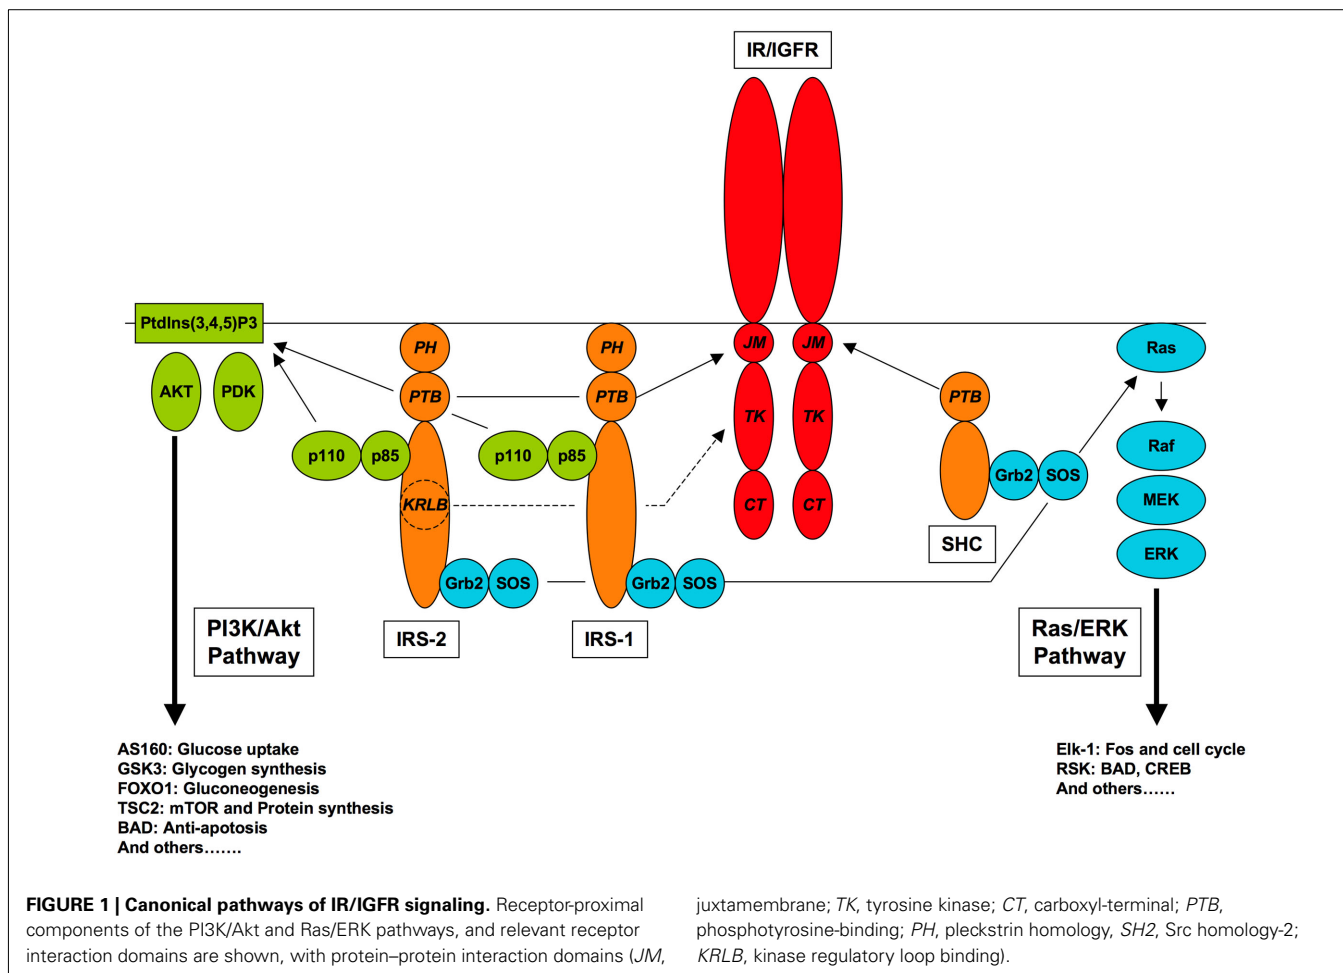 IR/IGFR
PtdIns(3,4,5)P3
AKT
PDK
PH
PTB
p110
p85
KRLB
Grb2
SOS
IRS-2
PH
PTB
p110
p85
Grb2
SOS
IRS-1
JM
JM
TK
TK
CT
CT
PTB
Grb2
SOS
SHC
Ras
Raf
MEK
ERK
PI3K/Akt
Pathway
Ras/ERK
Pathway
AS160: Glucose uptake
GSK3: Glycogen synthesis
FOXO1: Gluconeogenesis
TSC2: mTOR and Protein synthesis
BAD: Anti-apotosis
And others.......
Elk-1: Fos and cell cycle
RSK: BAD, CREB
And others......
FIGURE 1 | Canonical pathways of IR/IGFR signaling. Receptor-proximal
components of the PI3K/Akt and Ras/ERK pathways, and relevant receptor
interaction domains are shown, with protein–protein interaction domains (JM,
juxtamembrane; TK, tyrosine kinase; CT, carboxyl-terminal; PTB,
phosphotyrosine-binding; PH, pleckstrin homology, SH2, Src homology-2;
KRLB, kinase regulatory loop binding).